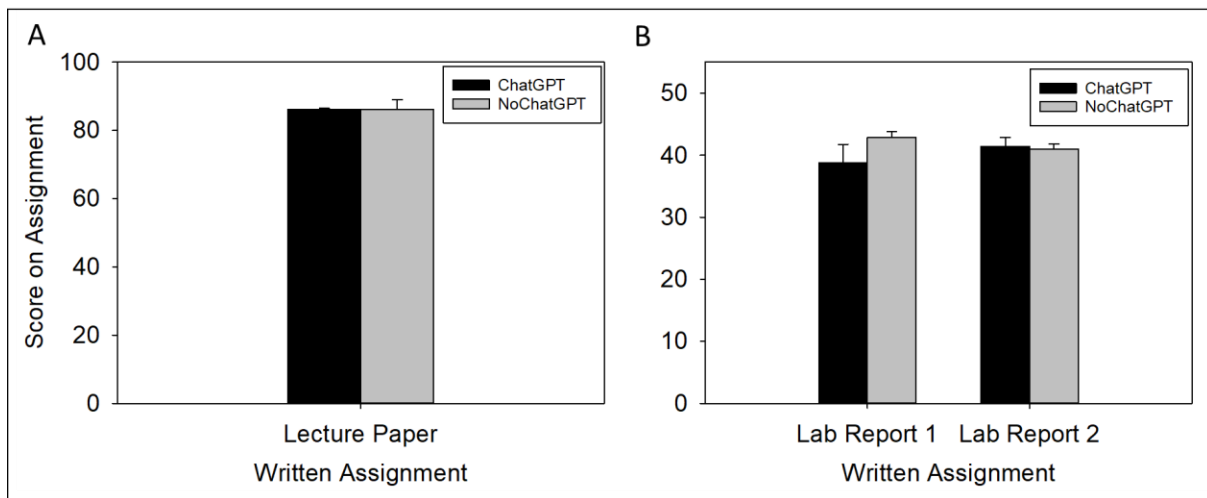 A
Score on Assignment
100
80
60
40
20
0
ChatGPT
NoChatGPT
Lecture Paper
Written Assignment
B
50
40
30
20
10
0
ChatGPT
NoChatGPT
Lab Report 1 Lab Report 2
Written Assignment